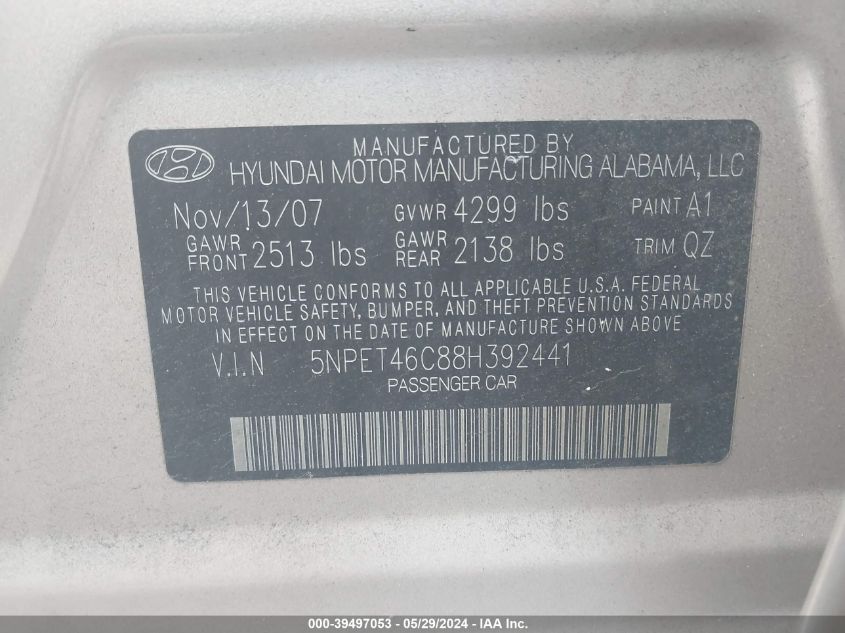 MANUFACTURED BY
HYUNDAI MOTOR MANUFACTURING ALABAMA, LLC
Nov/13/07 GVWR 4299 lbs PAINT A1
GAWR FRONT 2513 lbs GAWR REAR 2138 lbs TRIM QZ
THIS VEHICLE CONFORMS TO ALL APPLICABLE U.S.A. FEDERAL
MOTOR VEHICLE SAFETY, BUMPER, AND THEFT PREVENTION STANDARDS
IN EFFECT ON THE DATE OF MANUFACTURE SHOWN ABOVE
V.I.N 5NPET46C88H392441
PASSENGER CAR
000-39497053 - 05/29/2024 - IAA Inc.